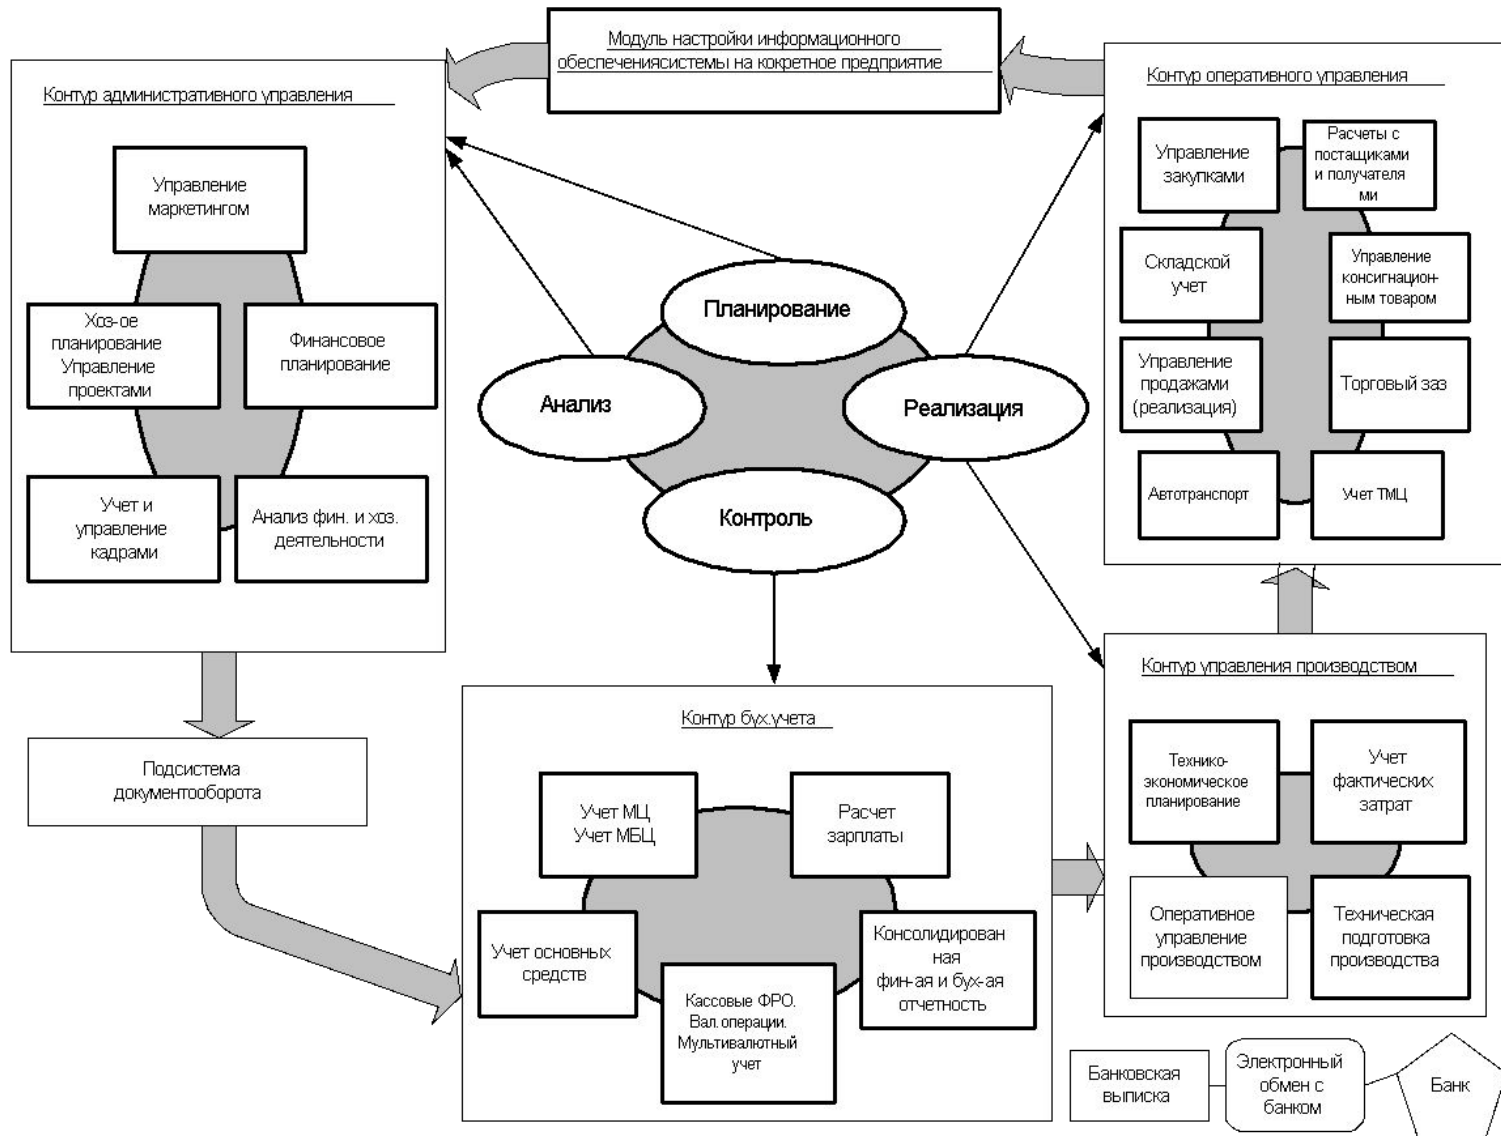 Модуль настройки информационного
обеспечениясистемы на кокретное предприятие
Контур административного управления
Управление
маркетингом
Хоз-ое
планирование
Управление
проектами
Финансовое
планирование
Учет и
управление
кадрами
Анализ фин. и хоз.
деятельности
Подсистема
документооборота
Планирование
Анализ
Реализация
Контроль
Контур оперативного управления
Управление
закупками
Расчеты с
постащиками
и получателя
ми
Складской
учет
Управление
консигнацион-
ным товаром
Управление
продажами
(реализация)
Торговый заз
Автотранспорт
Учет ТМЦ
Контур управления производством
Технико-
экономическое
планирование
Учет
фактических
затрат
Оперативное
управление
производством
Техническая
подготовка
производства
Контур бух.учета
Учет МЦ
Учет МБЦ
Расчет
зарплаты
Учет основных
средств
Консолидирован
ная
фин-ая и бух-ая
отчетность
Кассовые ФРО.
Вал. операции.
Мультивалютный
учет
Банковская
выписка
Электронный
обмен с
банком
Банк